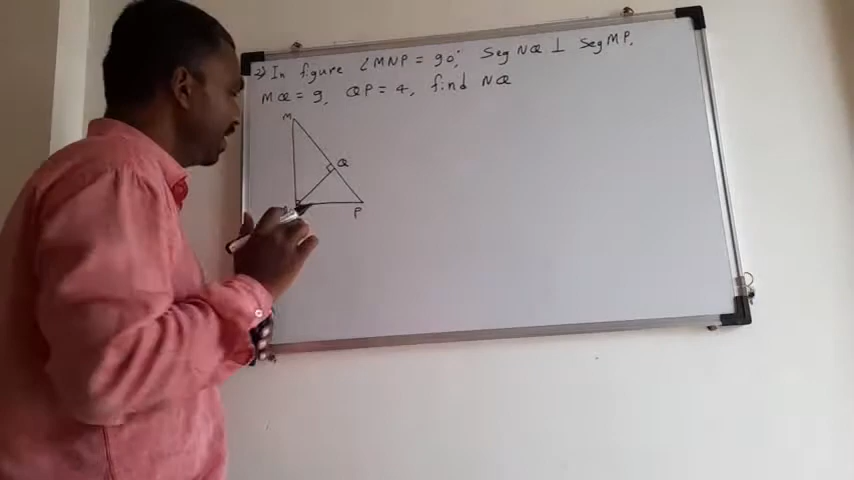 2) In figure ∠MNP = 90°, Seg NQ ⊥ Seg MP,
MQ = 9, QP = 4, find NQ
M
Q
P